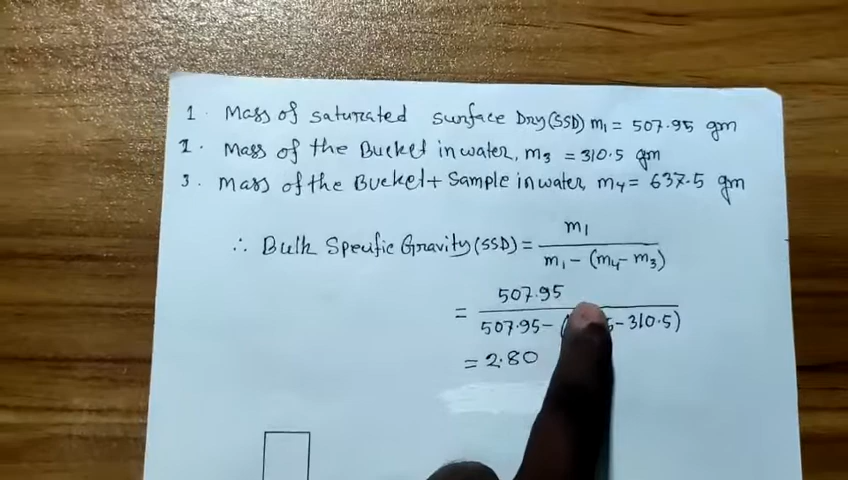 1. Mass of saturated surface Dry(SSD) m₁ = 507.95 gm
2. Mass of the Bucket in water, m₃ = 310.5 gm
3. Mass of the Bucket + Sample in water, m₄ = 637.5 gm
∴ Bulk Specific Gravity (SSD) = m₁
m₁ - (m₄ - m₃)
= 507.95
507.95 - ( - 310.5)
= 2.80